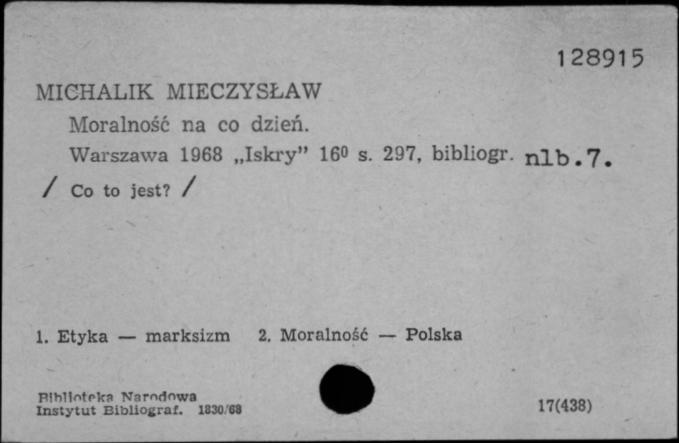 128915
MICHALIK MIECZYSŁAW
Moralność na co dzień.
Warszawa 1968 „Iskry” 16⁰ s. 297, bibliogr. nlb.7.
/ Co to jest? /
1. Etyka — marksizm 2. Moralność — Polska
Biblioteka Narodowa
Instytut Bibliograf. 1830/68
17(438)